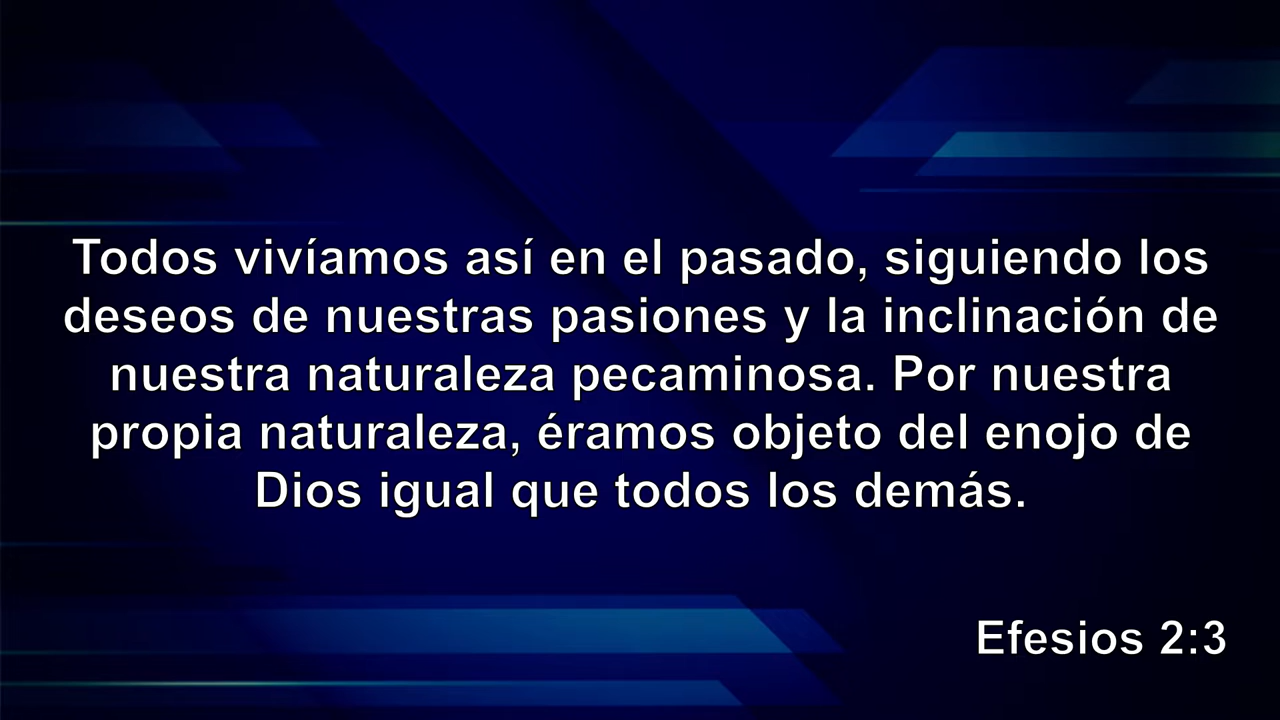 Todos vivíamos así en el pasado, siguiendo los
deseos de nuestras pasiones y la inclinación de
nuestra naturaleza pecaminosa. Por nuestra
propia naturaleza, éramos objeto del enojo de
Dios igual que todos los demás.
Efesios 2:3